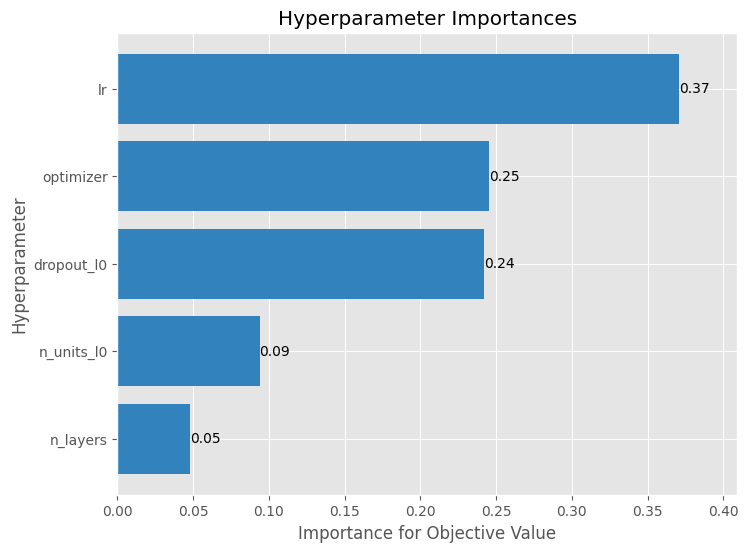 Hyperparameter Importances
Hyperparameter
lr
0.37
optimizer
0.25
dropout_l0
0.24
n_units_l0
0.09
n_layers
0.05
0.00 0.05 0.10 0.15 0.20 0.25 0.30 0.35 0.40
Importance for Objective Value